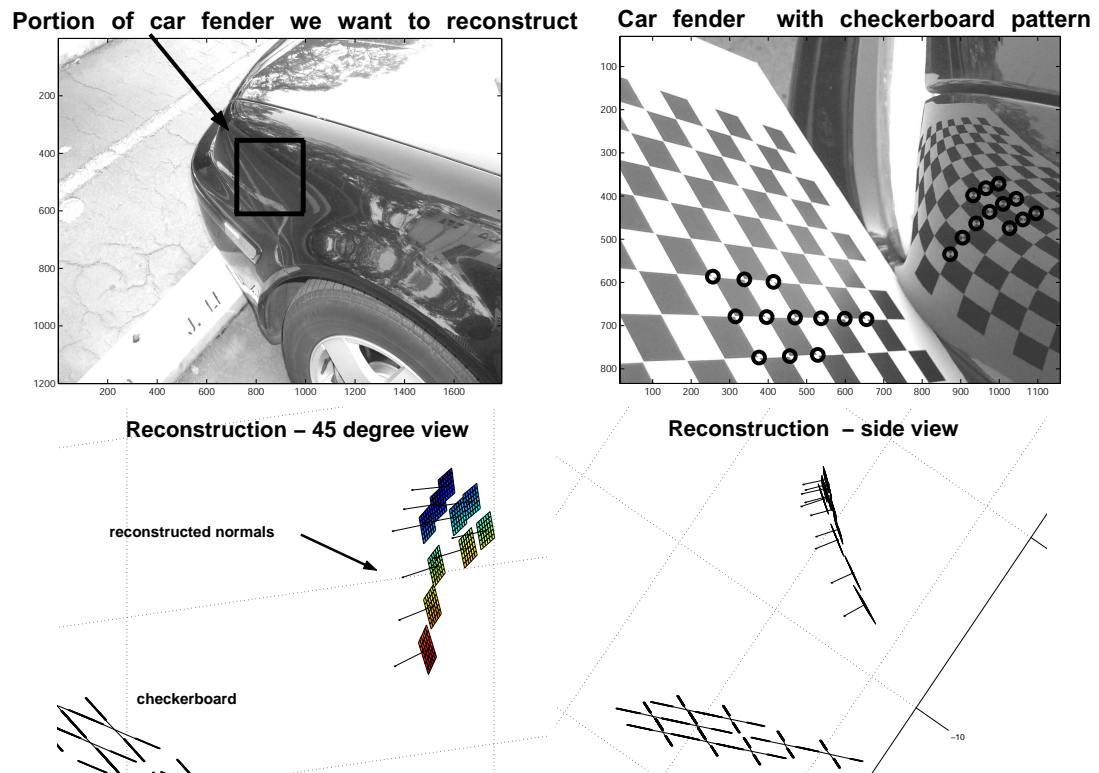 Portion of car fender we want to reconstruct
Car fender with checkerboard pattern
200
400
600
800
1000
1200
200 400 600 800 1000 1200 1400 1600
100
200
300
400
500
600
700
800
100 200 300 400 500 600 700 800 900 1000 1100
Reconstruction – 45 degree view
reconstructed normals
checkerboard
Reconstruction – side view
−10